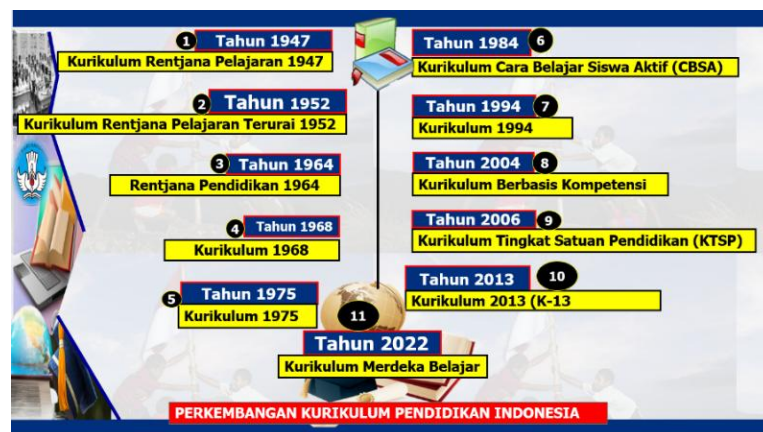 1 Tahun 1947
Kurikulum Rentjana Pelajaran 1947
2 Tahun 1952
Kurikulum Rentjana Pelajaran Terurai 1952
3 Tahun 1964
Rentjana Pendidikan 1964
4 Tahun 1968
Kurikulum 1968
5 Tahun 1975
Kurikulum 1975
Tahun 1984 6
Kurikulum Cara Belajar Siswa Aktif (CBSA)
Tahun 1994 7
Kurikulum 1994
Tahun 2004 8
Kurikulum Berbasis Kompetensi
Tahun 2006 9
Kurikulum Tingkat Satuan Pendidikan (KTSP)
Tahun 2013 10
Kurikulum 2013 (K-13
11
Tahun 2022
Kurikulum Merdeka Belajar
PERKEMBANGAN KURIKULUM PENDIDIKAN INDONESIA